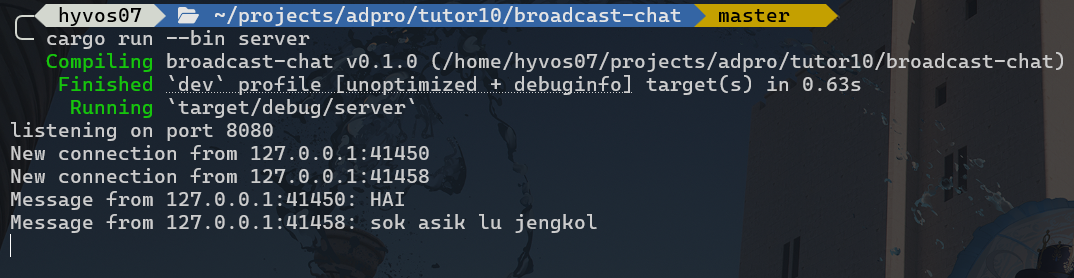 hyvos07 ~/projects/adpro/tutor10/broadcast-chat master
cargo run --bin server
Compiling broadcast-chat v0.1.0 (/home/hyvos07/projects/adpro/tutor10/broadcast-chat)
Finished `dev` profile [unoptimized + debuginfo] target(s) in 0.63s
Running `target/debug/server`
listening on port 8080
New connection from 127.0.0.1:41450
New connection from 127.0.0.1:41458
Message from 127.0.0.1:41450: HAI
Message from 127.0.0.1:41458: sok asik lu jengkol